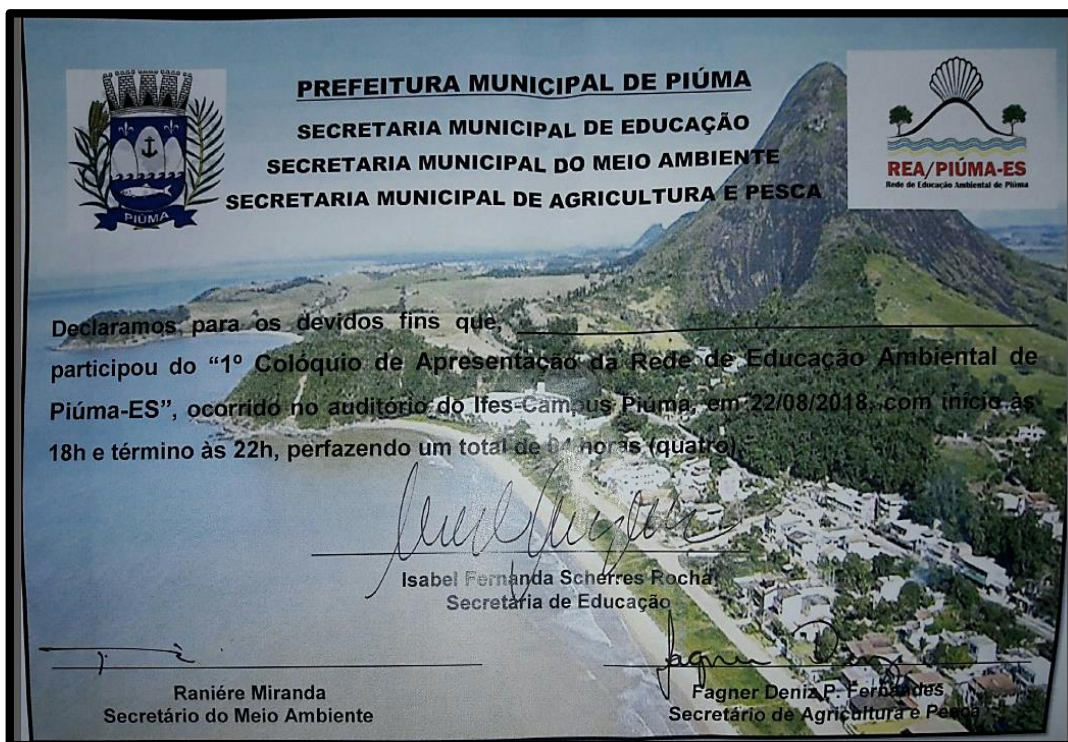 PREFEITURA MUNICIPAL DE PIÚMA
SECRETARIA MUNICIPAL DE EDUCAÇÃO
SECRETARIA MUNICIPAL DO MEIO AMBIENTE
SECRETARIA MUNICIPAL DE AGRICULTURA E PESCA
PIÚMA
REA/PIÚMA-ES
Rede de Educação Ambiental de Piúma
Declaramos para os devidos fins que,
participou do “1º Colóquio de Apresentação da Rede de Educação Ambiental de
Piúma-ES”, ocorrido no auditório do Ifes-Campus Piúma, em 22/08/2018, com início às
18h e término às 22h, perfazendo um total de 04 horas (quatro).
Isabel Fernanda Scherres Rocha
Secretária de Educação
Raniére Miranda
Secretário do Meio Ambiente
Fagner Deniz P. Fernandes
Secretário de Agricultura e Pesca